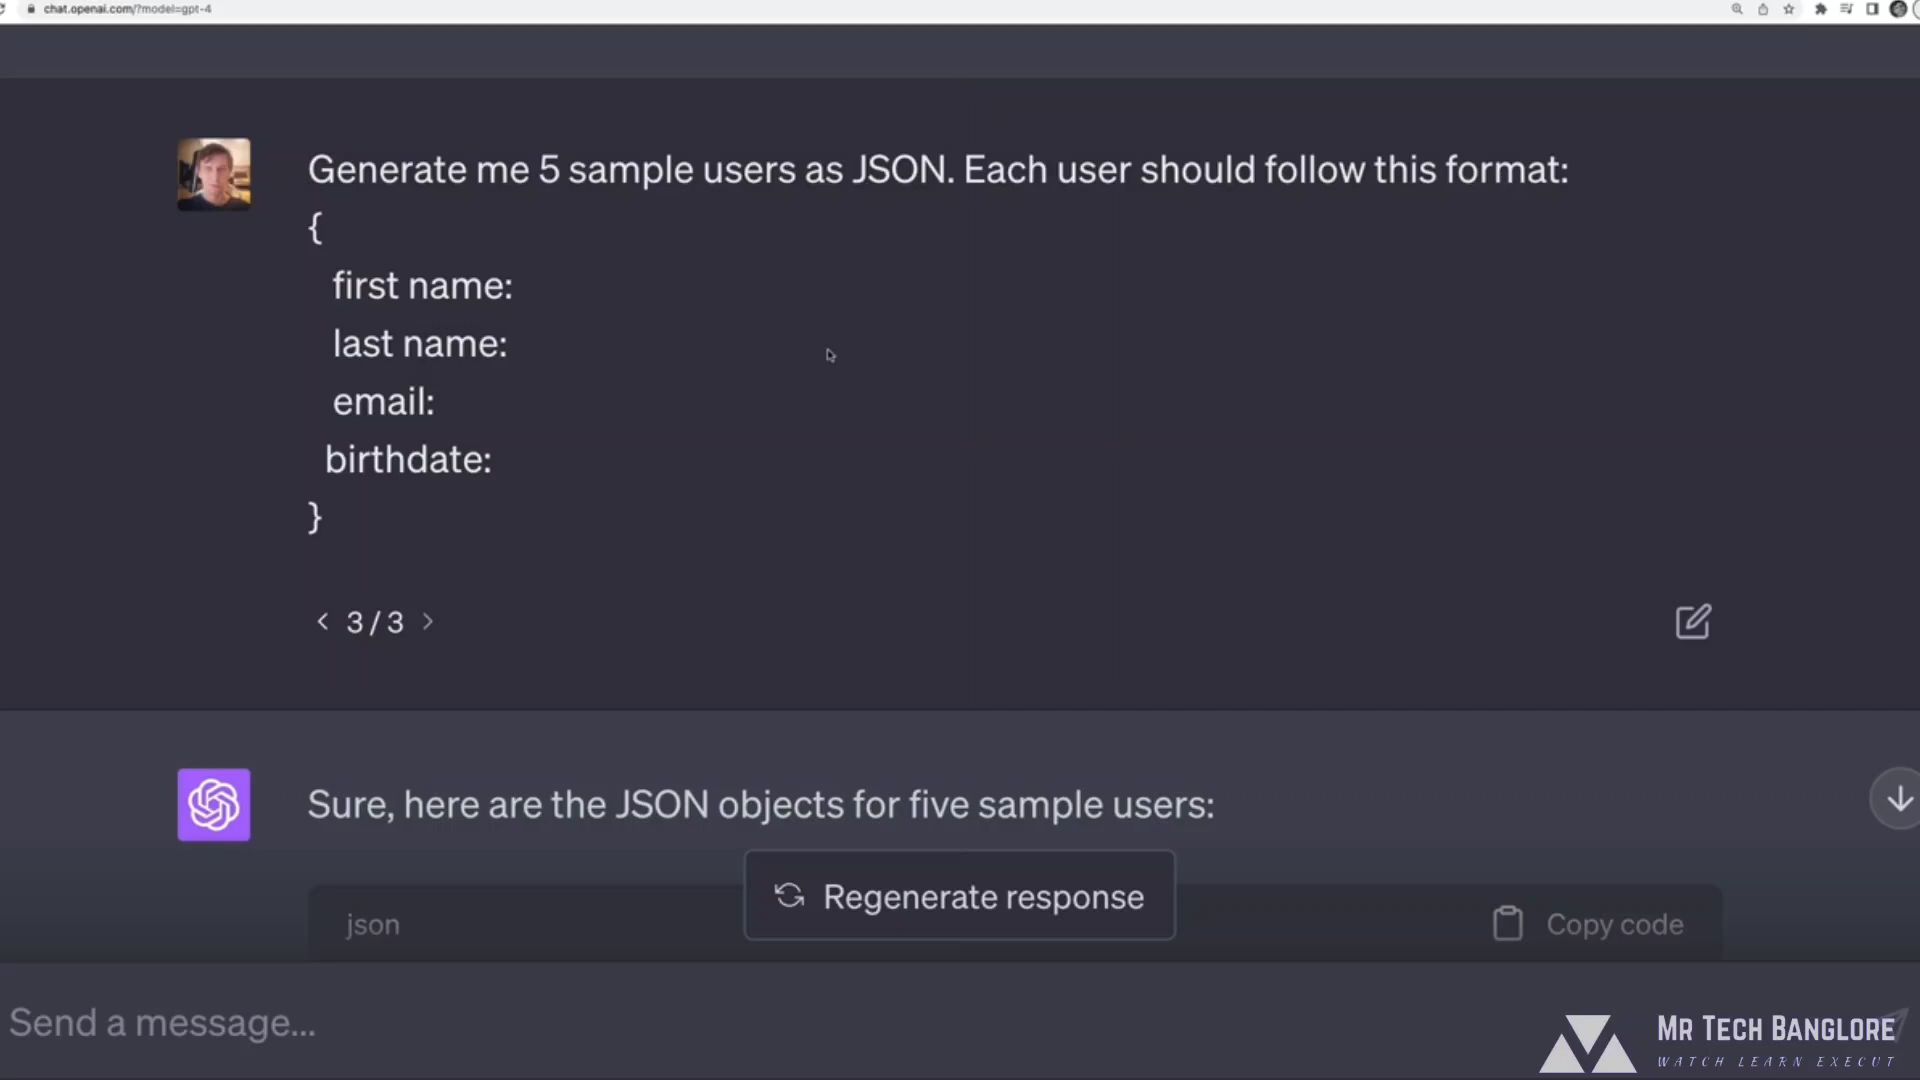 chat.openai.com/?model=gpt-4
Generate me 5 sample users as JSON. Each user should follow this format:
{
first name:
last name:
email:
birthdate:
}
< 3 / 3 >
Sure, here are the JSON objects for five sample users:
Regenerate response
json
Copy code
Send a message...
MR TECH BANGLORE
WATCH LEARN EXECUT